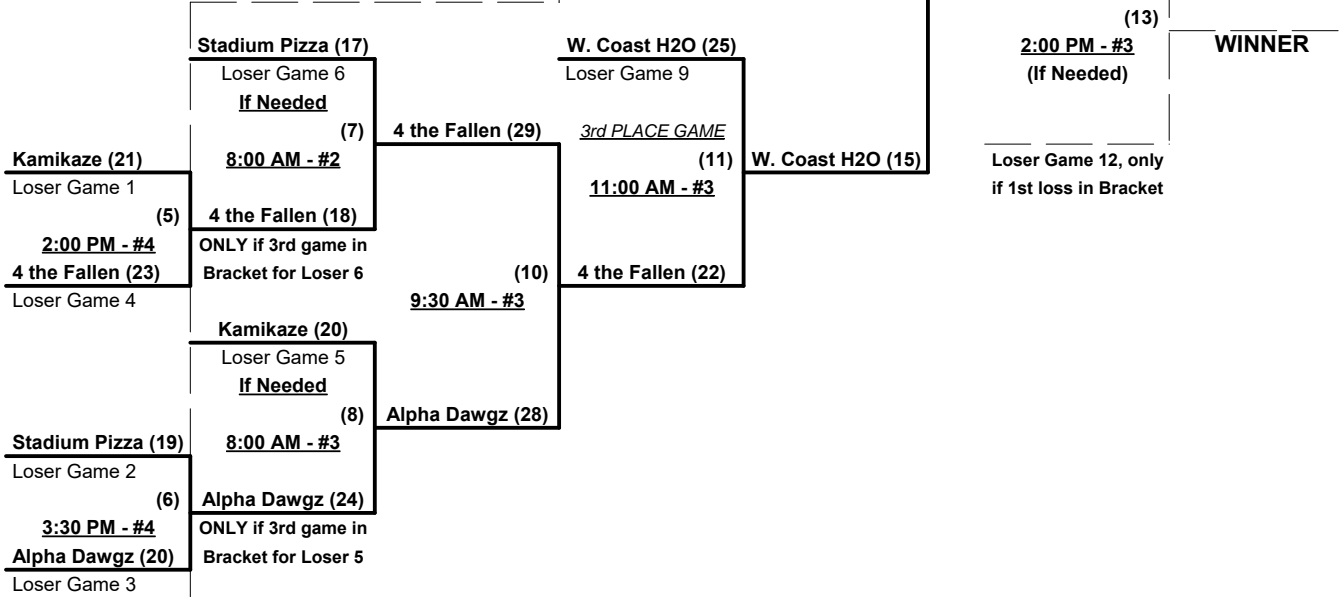 (13)
Stadium Pizza (17)
W. Coast H2O (25)
2:00 PM - #3
WINNER
Loser Game 6
Loser Game 9
(If Needed)
If Needed
(7)
4 the Fallen (29)
3rd PLACE GAME
Kamikaze (21)
8:00 AM - #2
(11)
W. Coast H2O (15)
Loser Game 12, only
Loser Game 1
11:00 AM - #3
if 1st loss in Bracket
(5)
4 the Fallen (18)
2:00 PM - #4
ONLY if 3rd game in
4 the Fallen (23)
Bracket for Loser 6
(10)
4 the Fallen (22)
Loser Game 4
9:30 AM - #3
Kamikaze (20)
Loser Game 5
If Needed
(8)
Alpha Dawgz (28)
Stadium Pizza (19)
8:00 AM - #3
Loser Game 2
(6)
Alpha Dawgz (24)
3:30 PM - #4
ONLY if 3rd game in
Alpha Dawgz (20)
Bracket for Loser 5
Loser Game 3